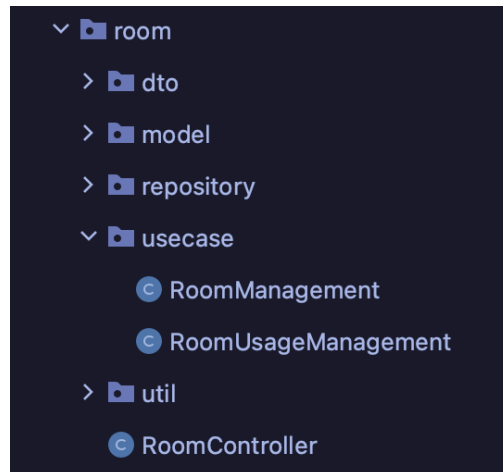 room
dto
model
repository
usecase
C RoomManagement
C RoomUsageManagement
util
C RoomController